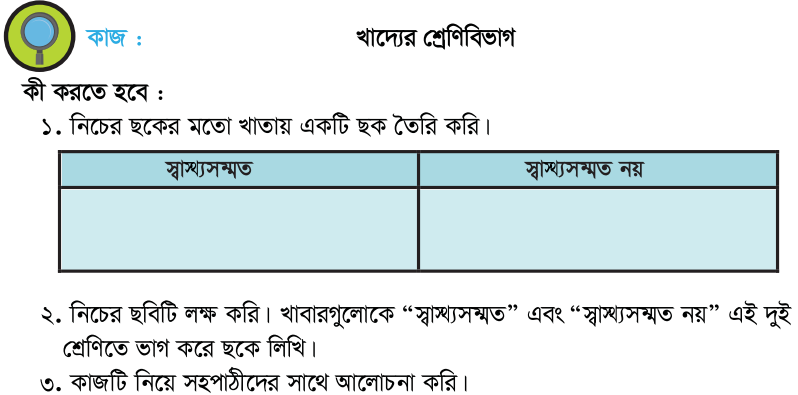 কাজ : খাদ্যের শ্রেণিবিভাগ
কী করতে হবে :
১. নিচের ছকের মতো খাতায় একটি ছক তৈরি করি।
স্বাস্থ্যসম্মত স্বাস্থ্যসম্মত নয়
২. নিচের ছবিটি লক্ষ করি। খাবারগুলোকে “স্বাস্থ্যসম্মত” এবং “স্বাস্থ্যসম্মত নয়” এই দুই
শ্রেণিতে ভাগ করে ছকে লিখি।
৩. কাজটি নিয়ে সহপাঠীদের সাথে আলোচনা করি।